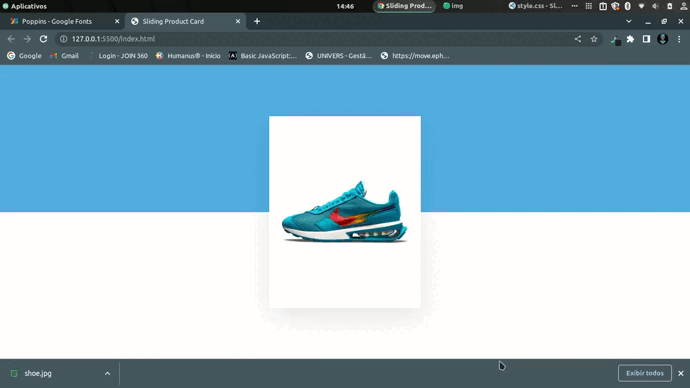 Aplicativos
14:46
Sliding Prod...
img
style.css - Sl...
Poppins - Google Fonts
Sliding Product Card
127.0.0.1:5500/index.html
Google
Gmail
Login - JOIN 360
Humanus® - Início
Basic JavaScript:...
UNIVERS - Gestã...
https://move.eph...
shoe.jpg
Exibir todos